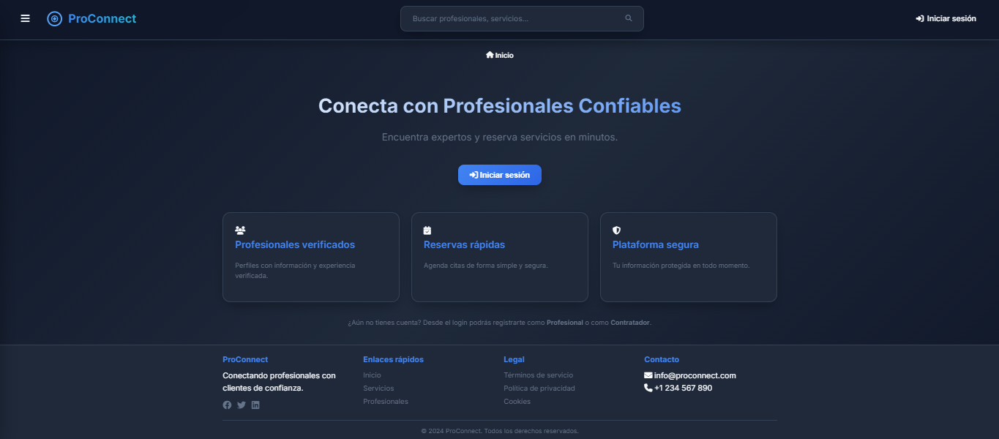 ProConnect
Buscar profesionales, servicios...
Iniciar sesión
Inicio
Conecta con Profesionales Confiables
Encuentra expertos y reserva servicios en minutos.
Iniciar sesión
Profesionales verificados
Perfiles con información y experiencia
verificada.
Reservas rápidas
Agenda citas de forma simple y segura.
Plataforma segura
Tu información protegida en todo momento.
¿Aún no tienes cuenta? Desde el login podrás registrarte como Profesional o como Contratador.
ProConnect
Conectando profesionales con
clientes de confianza.
Enlaces rápidos
Inicio
Servicios
Profesionales
Legal
Términos de servicio
Política de privacidad
Cookies
Contacto
info@proconnect.com
+1 234 567 890
© 2024 ProConnect. Todos los derechos reservados.